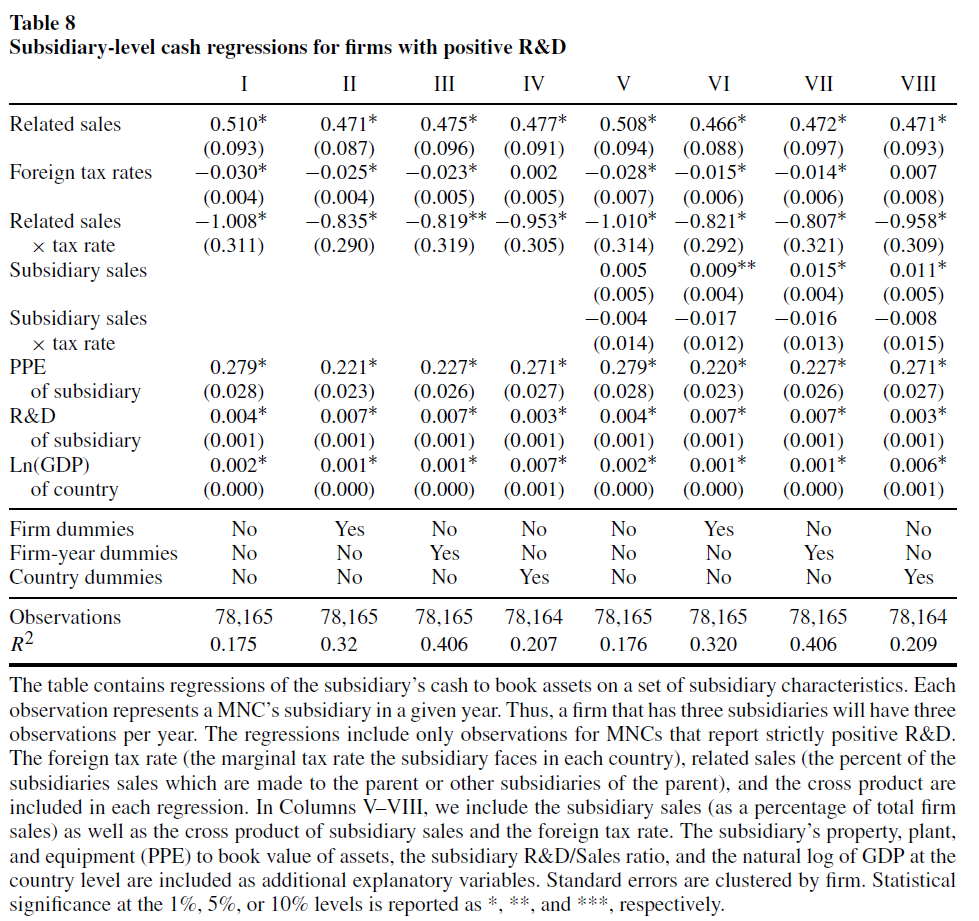 Table 8
Subsidiary-level cash regressions for firms with positive R&D
I II III IV V VI VII VIII
Related sales 0.510* 0.471* 0.475* 0.477* 0.508* 0.466* 0.472* 0.471*
(0.093) (0.087) (0.096) (0.091) (0.094) (0.088) (0.097) (0.093)
Foreign tax rates −0.030* −0.025* −0.023* 0.002 −0.028* −0.015* −0.014* 0.007
(0.004) (0.004) (0.005) (0.005) (0.007) (0.006) (0.006) (0.008)
Related sales −1.008* −0.835* −0.819** −0.953* −1.010* −0.821* −0.807* −0.958*
× tax rate (0.311) (0.290) (0.319) (0.305) (0.314) (0.292) (0.321) (0.309)
Subsidiary sales 0.005 0.009** 0.015* 0.011*
(0.005) (0.004) (0.004) (0.005)
Subsidiary sales −0.004 −0.017 −0.016 −0.008
× tax rate (0.014) (0.012) (0.013) (0.015)
PPE 0.279* 0.221* 0.227* 0.271* 0.279* 0.220* 0.227* 0.271*
of subsidiary (0.028) (0.023) (0.026) (0.027) (0.028) (0.023) (0.026) (0.027)
R&D 0.004* 0.007* 0.007* 0.003* 0.004* 0.007* 0.007* 0.003*
of subsidiary (0.001) (0.001) (0.001) (0.001) (0.001) (0.001) (0.001) (0.001)
Ln(GDP) 0.002* 0.001* 0.001* 0.007* 0.002* 0.001* 0.001* 0.006*
of country (0.000) (0.000) (0.000) (0.001) (0.000) (0.000) (0.000) (0.001)
Firm dummies No Yes No No No Yes No No
Firm-year dummies No No Yes No No No Yes No
Country dummies No No No Yes No No No Yes
Observations 78,165 78,165 78,165 78,164 78,165 78,165 78,165 78,164
R² 0.175 0.32 0.406 0.207 0.176 0.320 0.406 0.209
The table contains regressions of the subsidiary's cash to book assets on a set of subsidiary characteristics. Each
observation represents a MNC's subsidiary in a given year. Thus, a firm that has three subsidiaries will have three
observations per year. The regressions include only observations for MNCs that report strictly positive R&D.
The foreign tax rate (the marginal tax rate the subsidiary faces in each country), related sales (the percent of the
subsidiaries sales which are made to the parent or other subsidiaries of the parent), and the cross product are
included in each regression. In Columns V–VIII, we include the subsidiary sales (as a percentage of total firm
sales) as well as the cross product of subsidiary sales and the foreign tax rate. The subsidiary's property, plant,
and equipment (PPE) to book value of assets, the subsidiary R&D/Sales ratio, and the natural log of GDP at the
country level are included as additional explanatory variables. Standard errors are clustered by firm. Statistical
significance at the 1%, 5%, or 10% levels is reported as *, **, and ***, respectively.